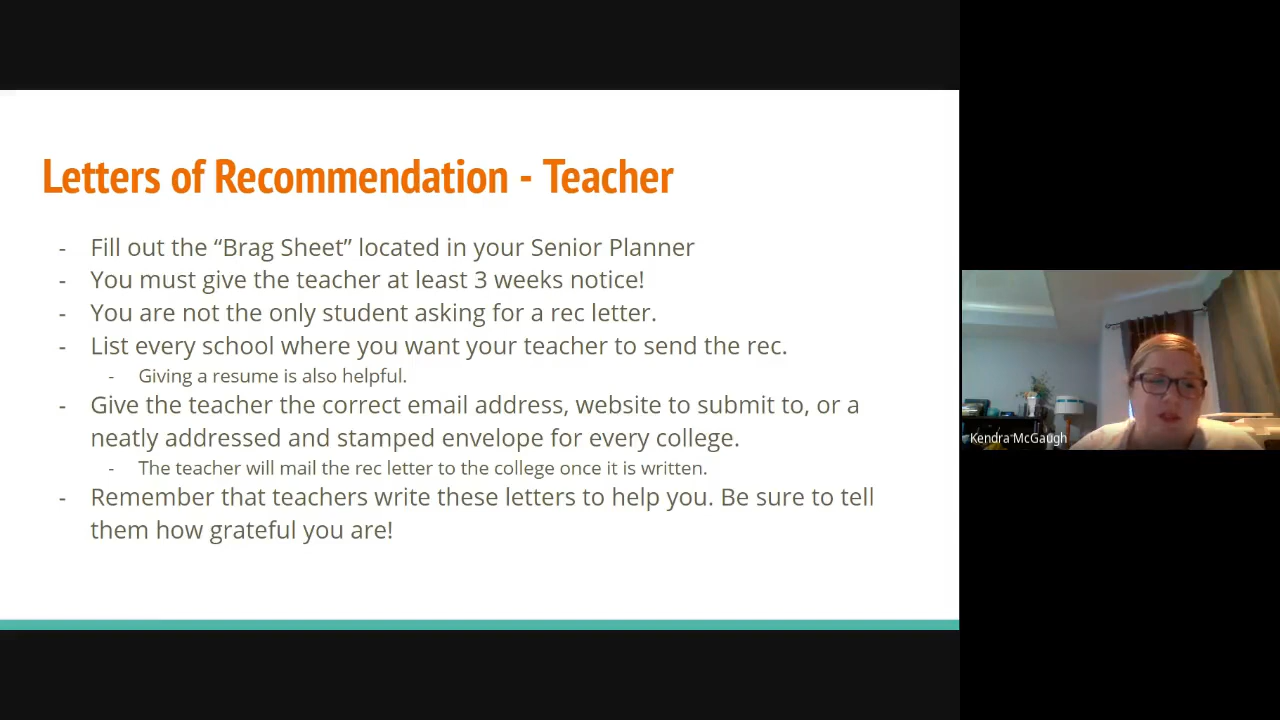 Letters of Recommendation - Teacher
- Fill out the “Brag Sheet” located in your Senior Planner
- You must give the teacher at least 3 weeks notice!
- You are not the only student asking for a rec letter.
- List every school where you want your teacher to send the rec.
- Giving a resume is also helpful.
- Give the teacher the correct email address, website to submit to, or a
neatly addressed and stamped envelope for every college.
- The teacher will mail the rec letter to the college once it is written.
- Remember that teachers write these letters to help you. Be sure to tell
them how grateful you are!
Kendra McGaugh